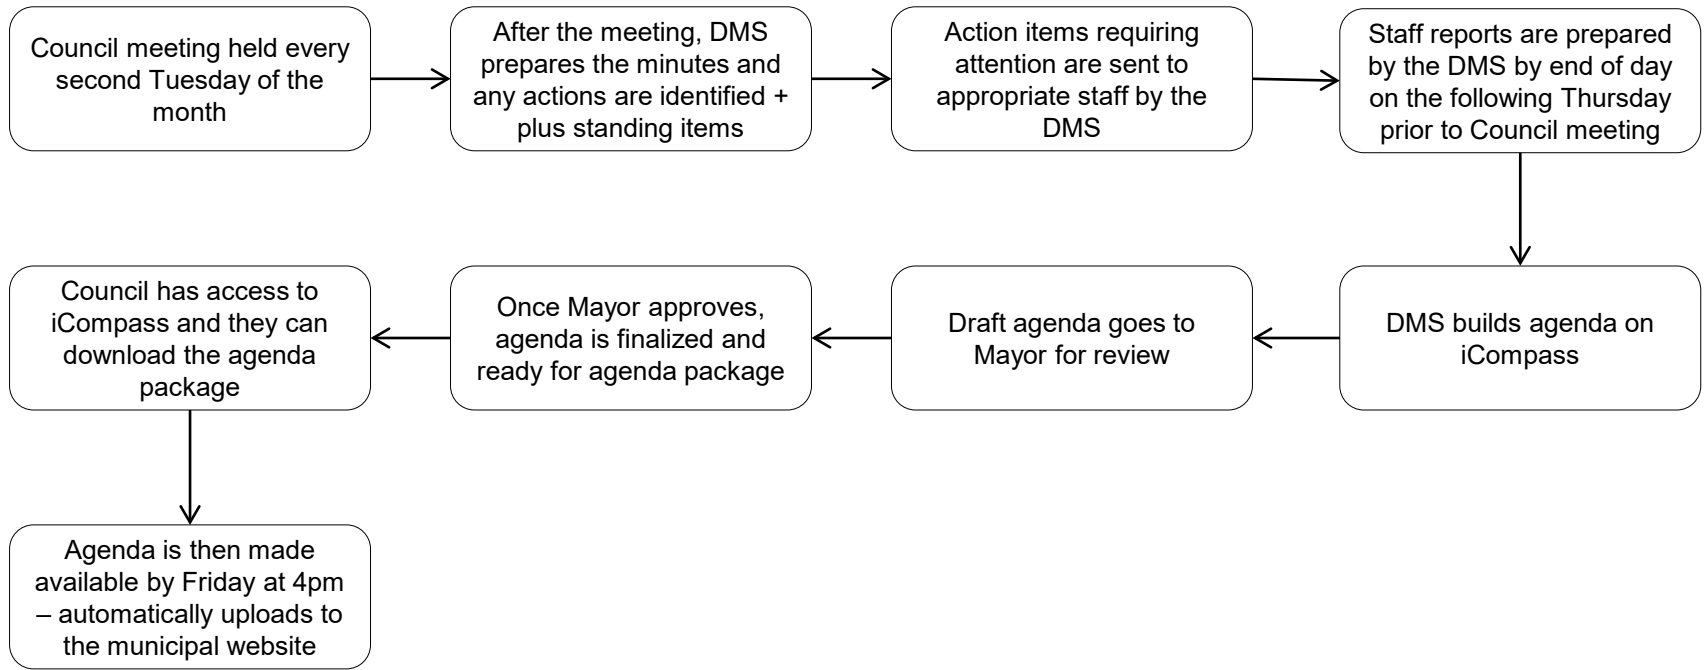 Council meeting held every
second Tuesday of the
month
After the meeting, DMS
prepares the minutes and
any actions are identified +
plus standing items
Action items requiring
attention are sent to
appropriate staff by the
DMS
Staff reports are prepared
by the DMS by end of day
on the following Thursday
prior to Council meeting
DMS builds agenda on
iCompass
Draft agenda goes to
Mayor for review
Once Mayor approves,
agenda is finalized and
ready for agenda package
Council has access to
iCompass and they can
download the agenda
package
Agenda is then made
available by Friday at 4pm
– automatically uploads to
the municipal website